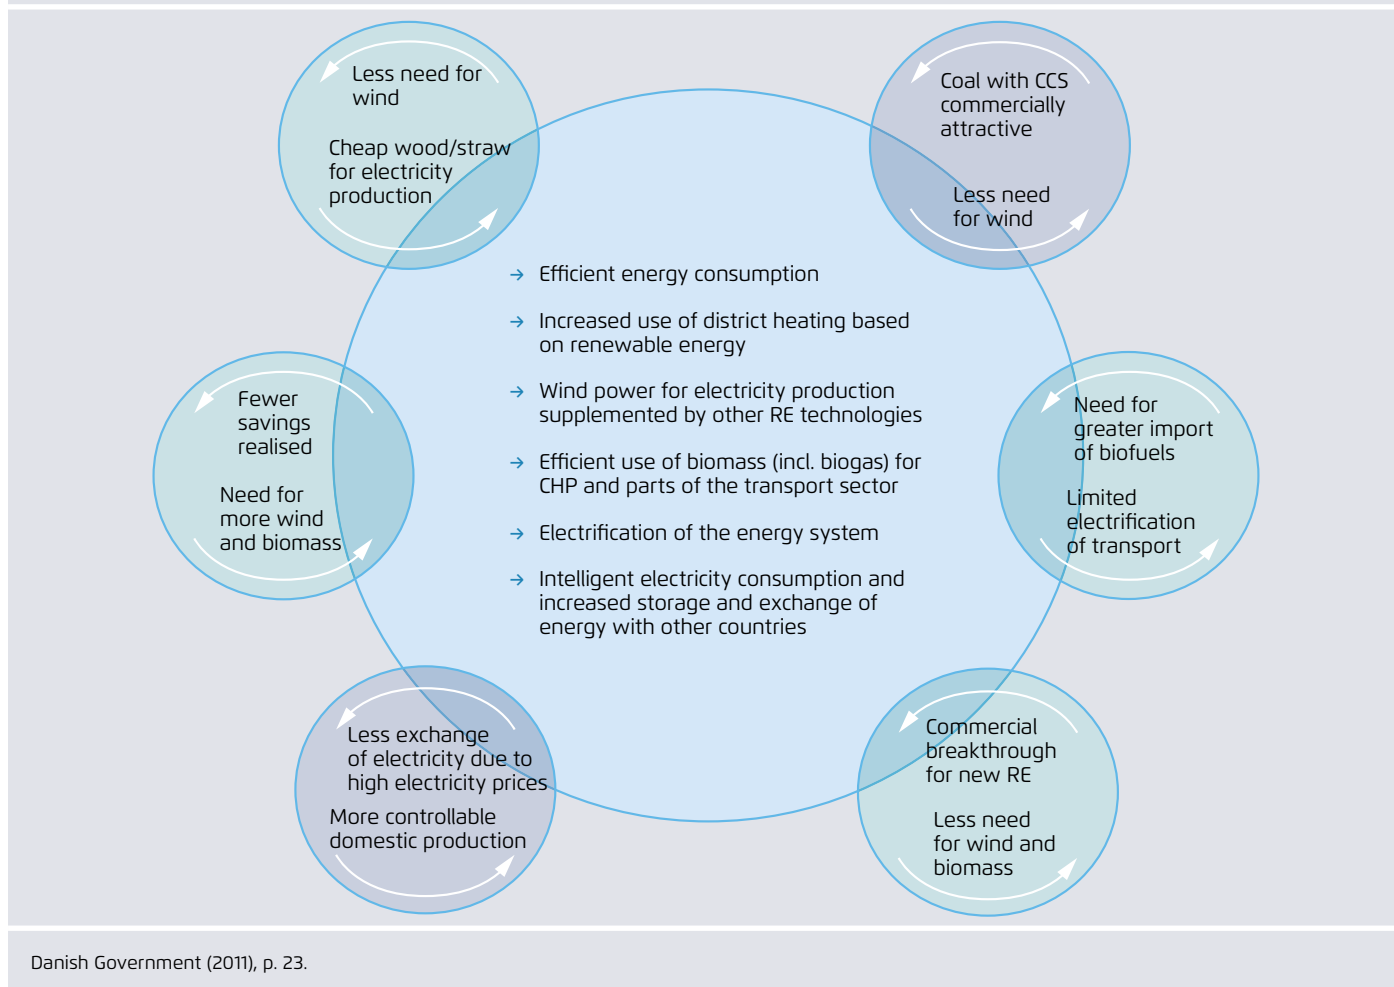 Less need for
wind
Cheap wood/straw
for electricity
production
Coal with CCS
commercially
attractive
Less need
for wind
→ Efficient energy consumption
→ Increased use of district heating based
on renewable energy
→ Wind power for electricity production
supplemented by other RE technologies
→ Efficient use of biomass (incl. biogas) for
CHP and parts of the transport sector
→ Electrification of the energy system
→ Intelligent electricity consumption and
increased storage and exchange of
energy with other countries
Fewer
savings
realised
Need for
more wind
and biomass
Need for
greater import
of biofuels
Limited
electrification
of transport
Less exchange
of electricity due to
high electricity prices
More controllable
domestic production
Commercial
breakthrough
for new RE
Less need
for wind and
biomass
Danish Government (2011), p. 23.